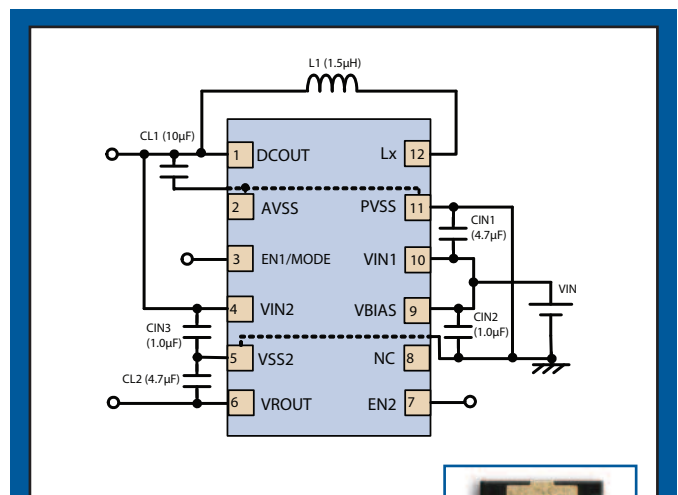 L1 (1.5µH)
CL1 (10µF)
1 DCOUT
Lx 12
2 AVSS
PVSS 11
CIN1
(4.7µF)
3 EN1/MODE
VIN1 10
4 VIN2
VBIAS 9
VIN
CIN3
(1.0µF)
CIN2
(1.0µF)
5 VSS2
NC 8
CL2 (4.7µF)
6 VROUT
EN2 7